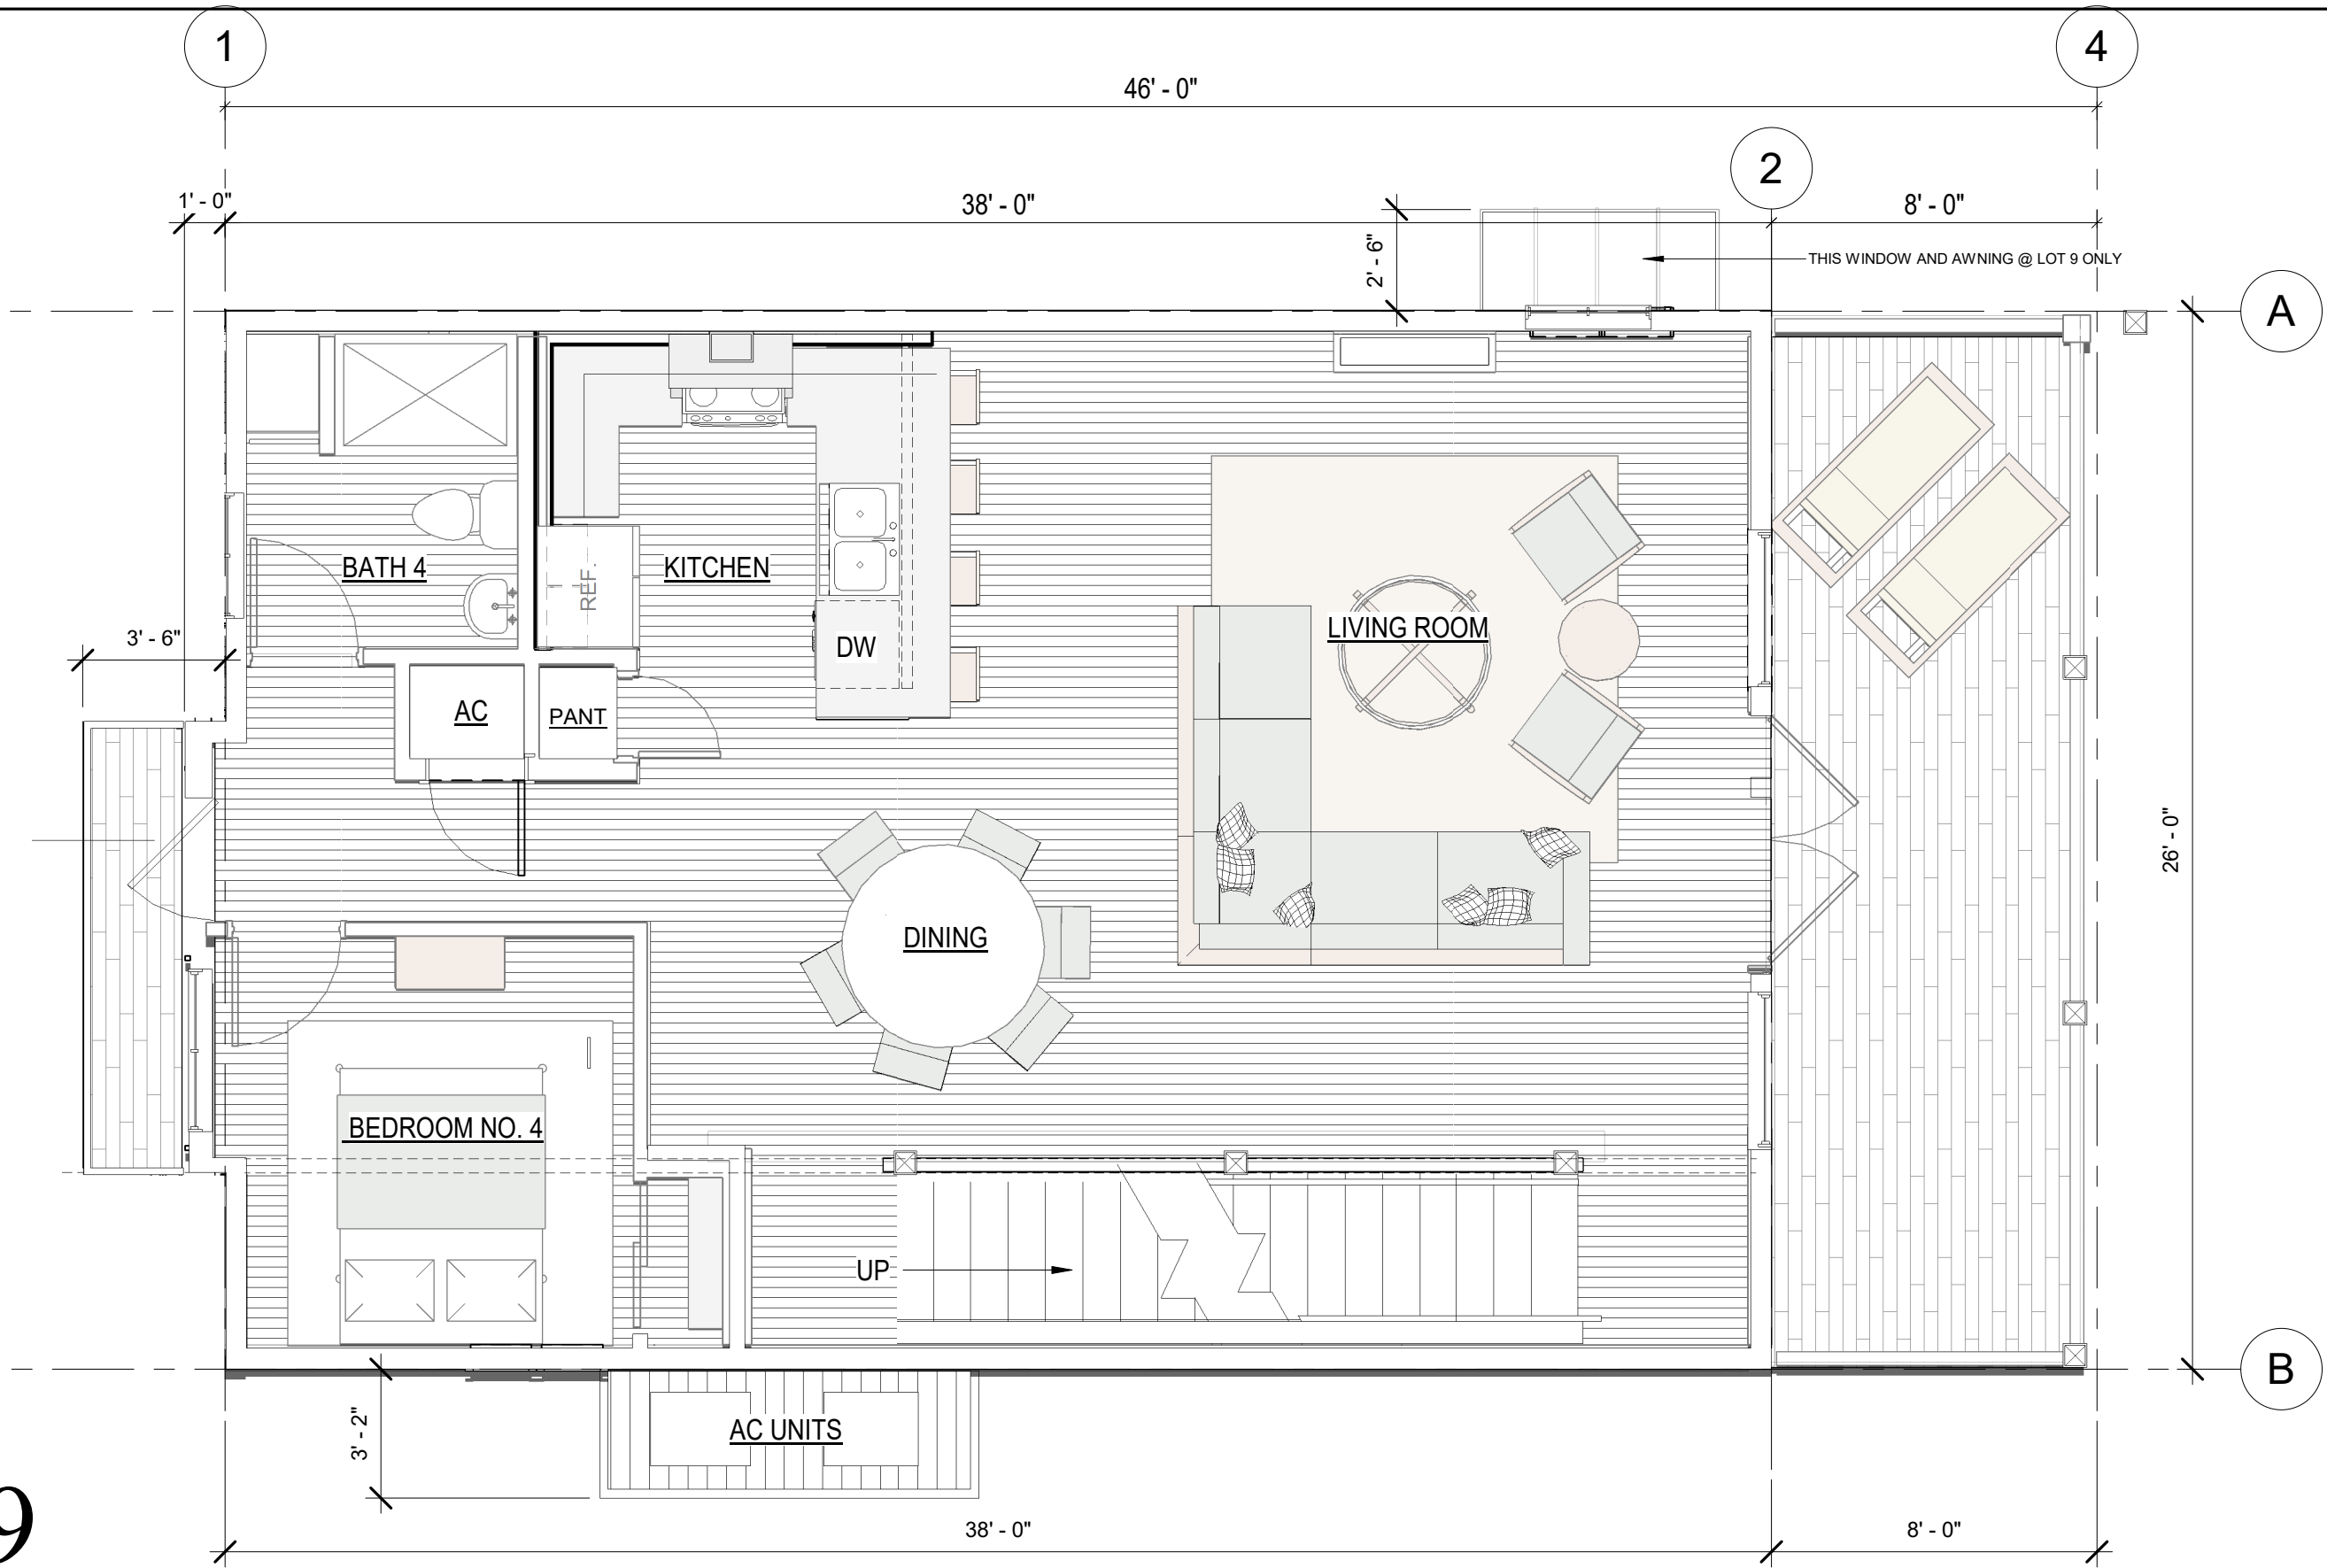 1
4
46' - 0"
2
1' - 0"
38' - 0"
8' - 0"
2' - 6"
THIS WINDOW AND AWNING @ LOT 9 ONLY
A
BATH 4
REF.
KITCHEN
LIVING ROOM
3' - 6"
DW
AC
PANT
26' - 0"
DINING
BEDROOM NO. 4
UP
B
3' - 2"
AC UNITS
9
38' - 0"
8' - 0"